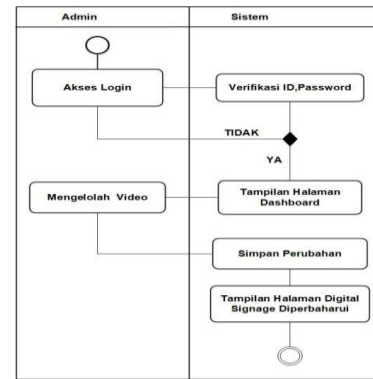 Admin
Sistem
Akses Login
Verifikasi ID,Password
TIDAK
YA
Mengelolah Video
Tampilan Halaman
Dashboard
Simpan Perubahan
Tampilan Halaman Digital
Signage Diperbaharui